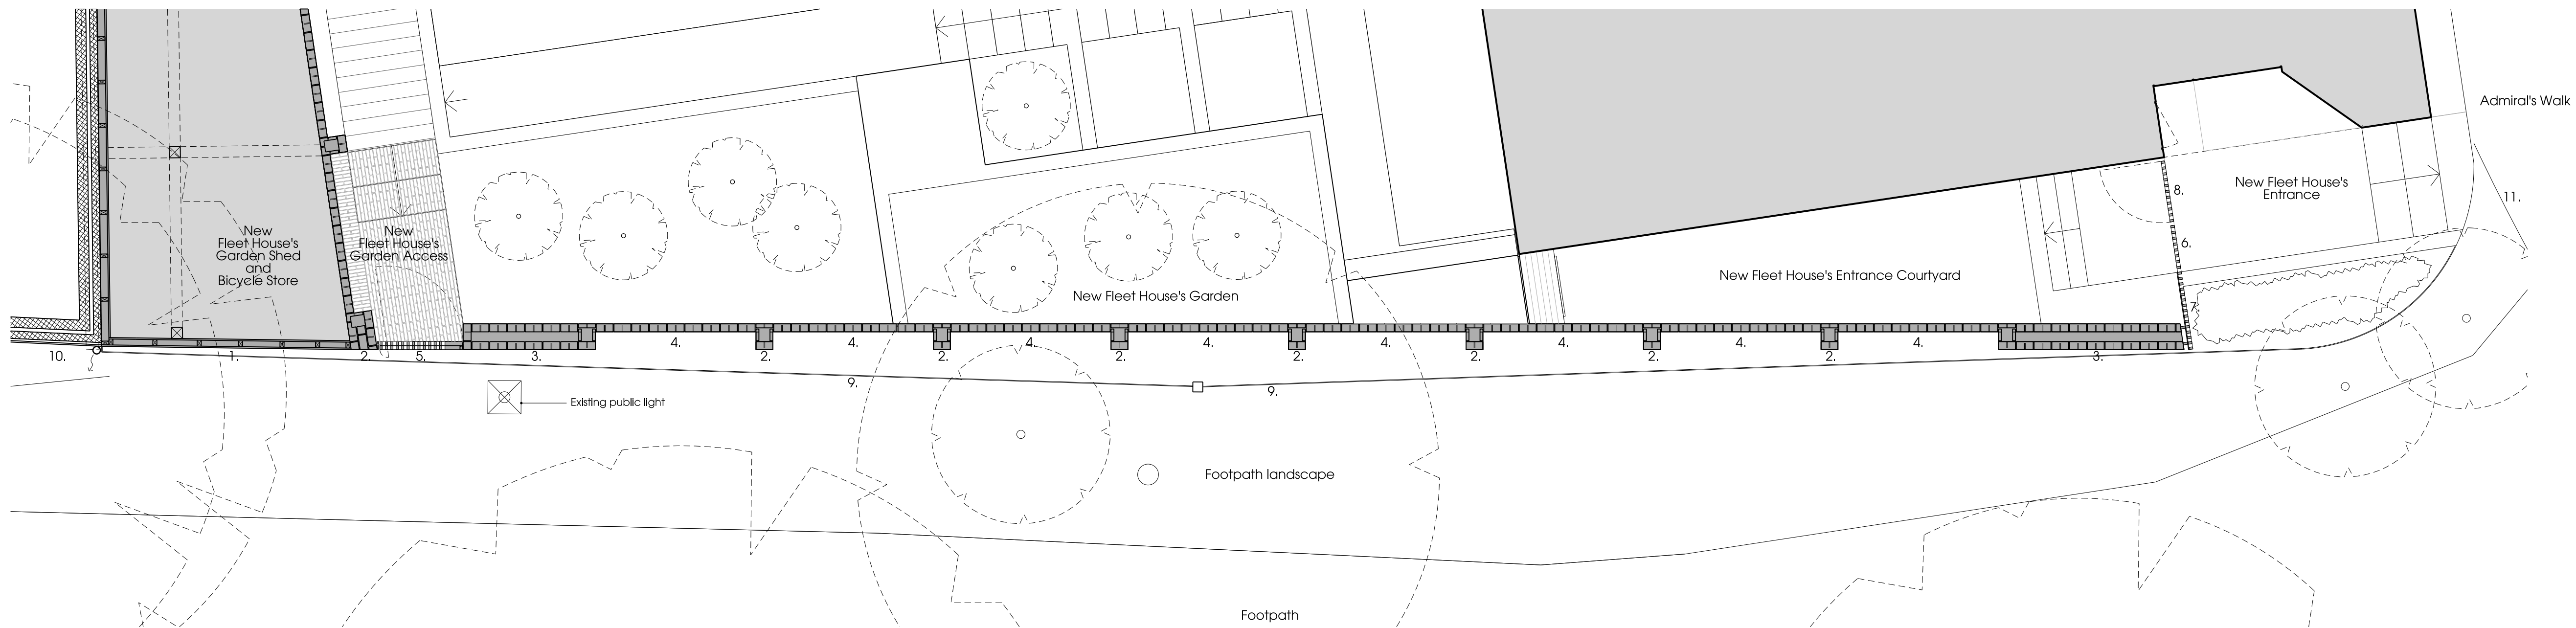 Admiral's Walk
New Fleet House's
Entrance
8.
11.
6.
New
Fleet House's
Garden Shed
and
Bicycle Store
New
Fleet House's
Garden Access
New Fleet House's Entrance Courtyard
New Fleet House's Garden
7.
10.
1.
2.
5.
3.
4.
2.
4.
2.
4.
2.
4.
2.
4.
2.
4.
2.
4.
2.
4.
3.
9.
9.
Existing public light
Footpath landscape
Footpath